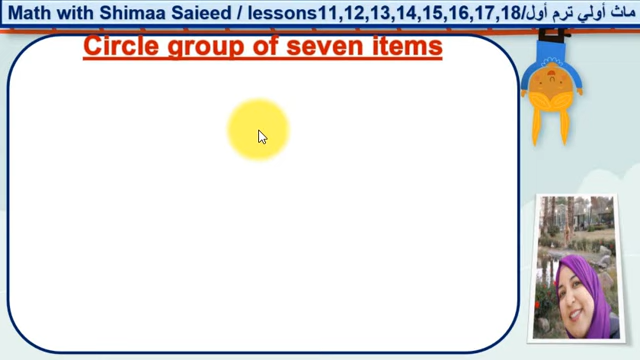 Math with Shimaa Saieed / lessons11,12,13,14,15,16,17,18/ماث أولي ترم أول
Circle group of seven items